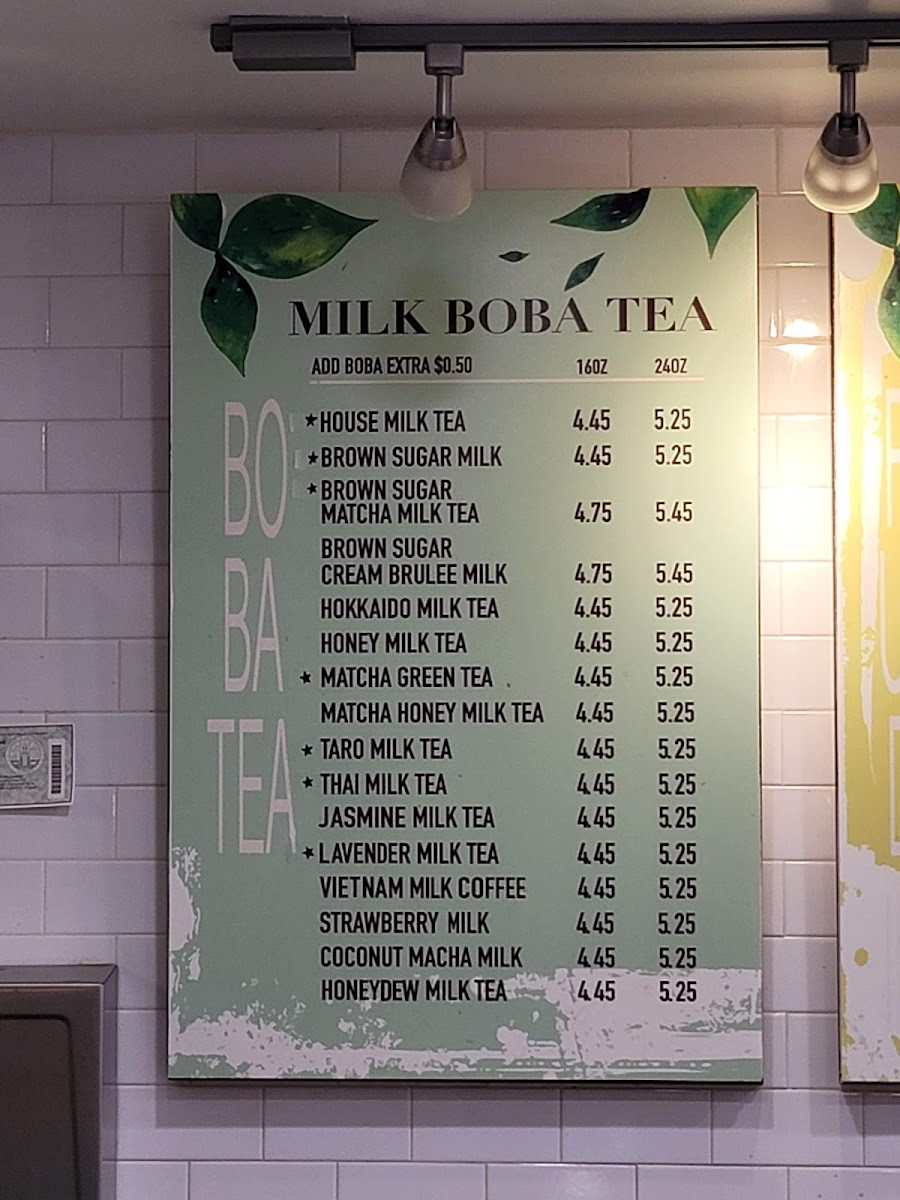 MILK BOBA TEA
ADD BOBA EXTRA $0.50 16OZ 24OZ
BO
BA
TEA
★HOUSE MILK TEA 4.45 5.25
★BROWN SUGAR MILK 4.45 5.25
★BROWN SUGAR
MATCHA MILK TEA 4.75 5.45
BROWN SUGAR
CREAM BRULEE MILK 4.75 5.45
HOKKAIDO MILK TEA 4.45 5.25
HONEY MILK TEA 4.45 5.25
★ MATCHA GREEN TEA 4.45 5.25
MATCHA HONEY MILK TEA 4.45 5.25
★ TARO MILK TEA 4.45 5.25
★ THAI MILK TEA 4.45 5.25
JASMINE MILK TEA 4.45 5.25
★LAVENDER MILK TEA 4.45 5.25
VIETNAM MILK COFFEE 4.45 5.25
STRAWBERRY MILK 4.45 5.25
COCONUT MACHA MILK 4.45 5.25
HONEYDEW MILK TEA 4.45 5.25